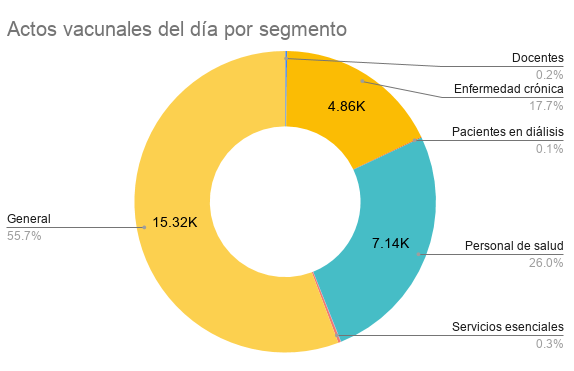 Actos vacunales del día por segmento
Docentes
0.2%
Enfermedad crónica
17.7%
4.86K
Pacientes en diálisis
0.1%
General
55.7%
15.32K
7.14K
Personal de salud
26.0%
Servicios esenciales
0.3%